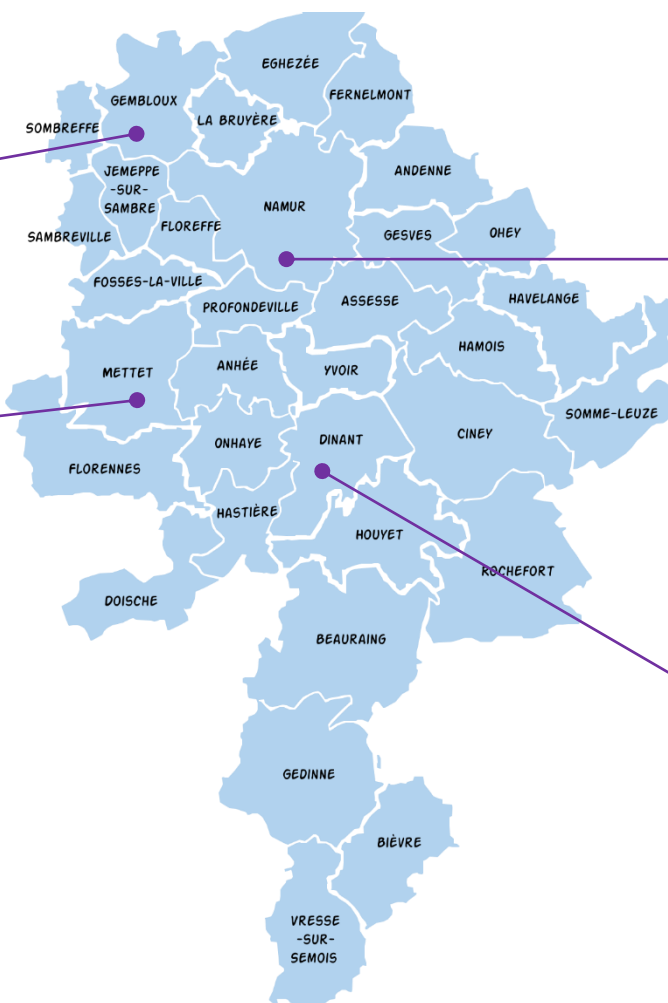 EGHEZÉE
FERNELMONT
GEMBLOUX
LA BRUYÈRE
SOMBREFFE
ANDENNE
JEMEPPE
-SUR-
SAMBRE
NAMUR
FLOREFFE
SAMBREVILLE
GESVES
OHEY
FOSSES-LA-VILLE
PROFONDEVILLE
ASSESSE
HAVELANGE
HAMOIS
METTET
ANHÉE
YVOIR
SOMME-LEUZE
ONHAYE
DINANT
CINEY
FLORENNES
HASTIÈRE
HOUYET
ROCHEFORT
DOISCHE
BEAURAING
GEDINNE
BIÈVRE
VRESSE
-SUR-
SEMOIS